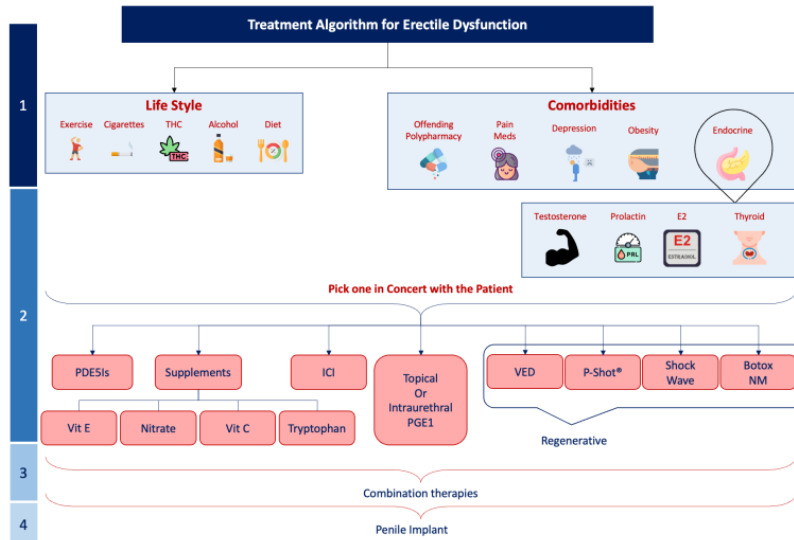 Treatment Algorithm for Erectile Dysfunction
1
Life Style
Exercise
Cigarettes
THC
Alcohol
Diet
THC
Comorbidities
Offending
Polypharmacy
Pain
Meds
Depression
Obesity
Endocrine
2
Testosterone
Prolactin
E2
Thyroid
PRL
E2
ESTRADIOL
Pick one in Concert with the Patient
PDE5Is
Supplements
ICI
Topical
Or
Intraurethral
PGE1
VED
P-Shot®
Shock
Wave
Botox
NM
Vit E
Nitrate
Vit C
Tryptophan
Regenerative
3
Combination therapies
4
Penile Implant